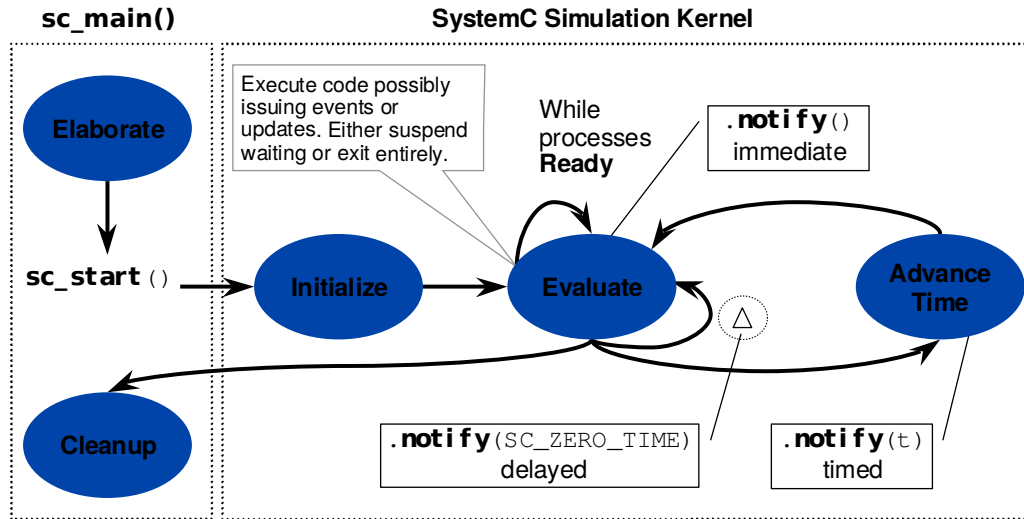 sc_main()
SystemC Simulation Kernel
Execute code possibly
issuing events or
updates. Either suspend
waiting or exit entirely.
While
processes
Ready
.notify()
immediate
Elaborate
sc_start()
Initialize
Evaluate
Δ
Advance
Time
Cleanup
.notify(SC_ZERO_TIME)
delayed
.notify(t)
timed